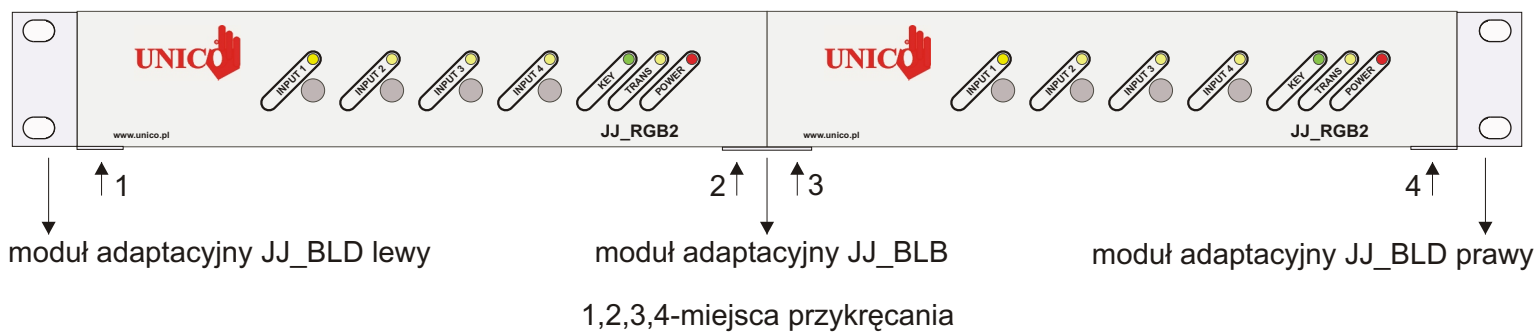 UNICO
INPUT 1
INPUT 2
INPUT 3
INPUT 4
KEY
TRANS
POWER
www.unico.pl
JJ_RGB2
UNICO
INPUT 1
INPUT 2
INPUT 3
INPUT 4
KEY
TRANS
POWER
www.unico.pl
JJ_RGB2
1
2
3
4
moduł adaptacyjny JJ_BLD lewy
moduł adaptacyjny JJ_BLB
moduł adaptacyjny JJ_BLD prawy
1,2,3,4-miejsca przykręcania